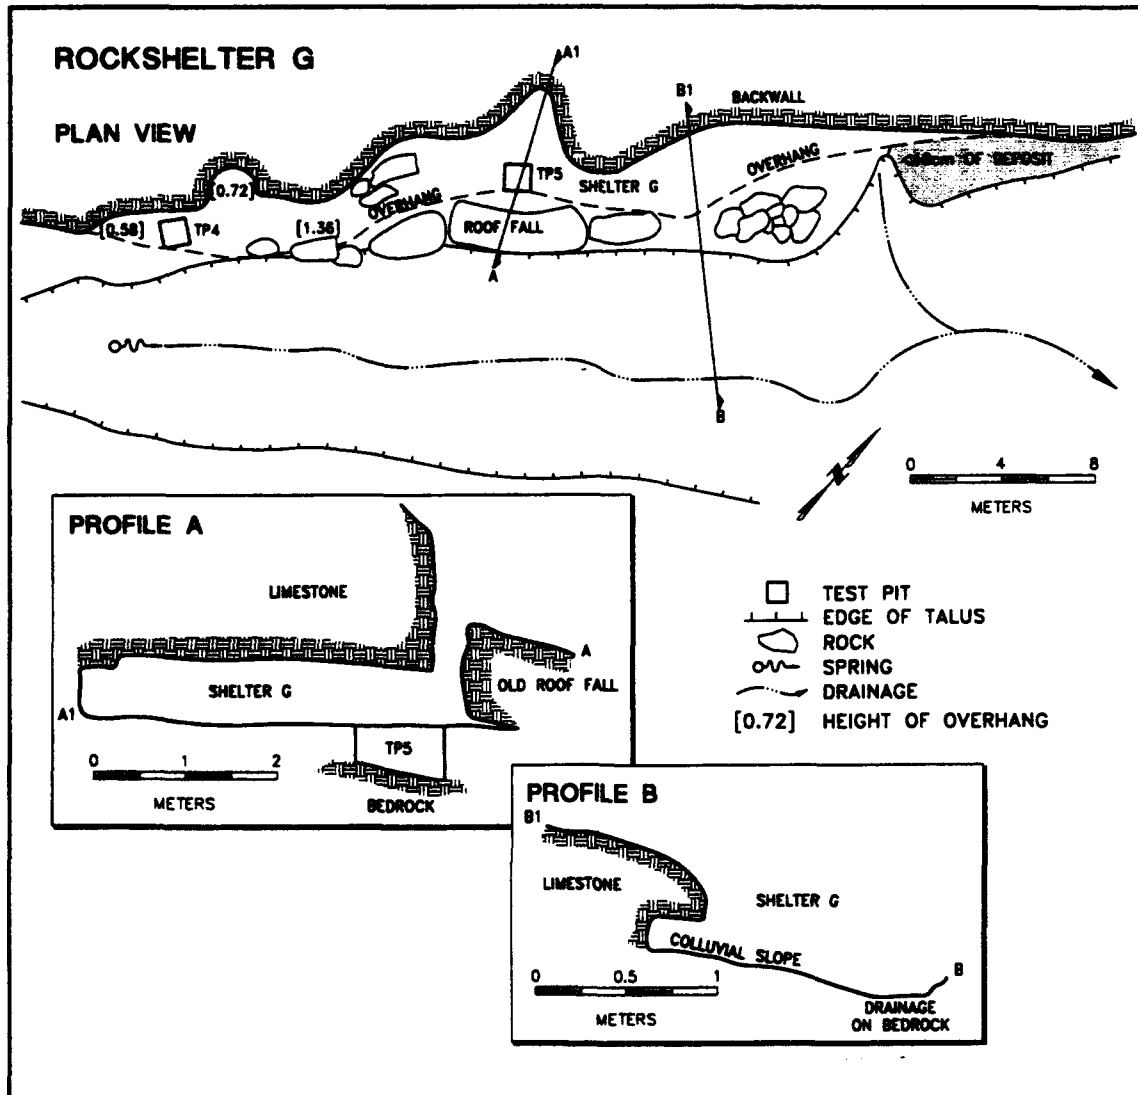 ROCKSHELTER G
PLAN VIEW
A1
B1
BACKWALL
[0.72]
TP5
SHELTER G
OVERHANG
OVERHANG
OF DEPOSIT
[0.58]
TP4
[1.36]
ROOF FALL
A
B
N
0 4 8
METERS
PROFILE A
LIMESTONE
A
OLD ROOF FALL
SHELTER G
A1
TP5
0 1 2
METERS
BEDROCK
TEST PIT
EDGE OF TALUS
ROCK
SPRING
DRAINAGE
[0.72] HEIGHT OF OVERHANG
PROFILE B
B1
LIMESTONE
SHELTER G
COLLUVIAL SLOPE
B
0 0.5 1
METERS
DRAINAGE
ON BEDROCK